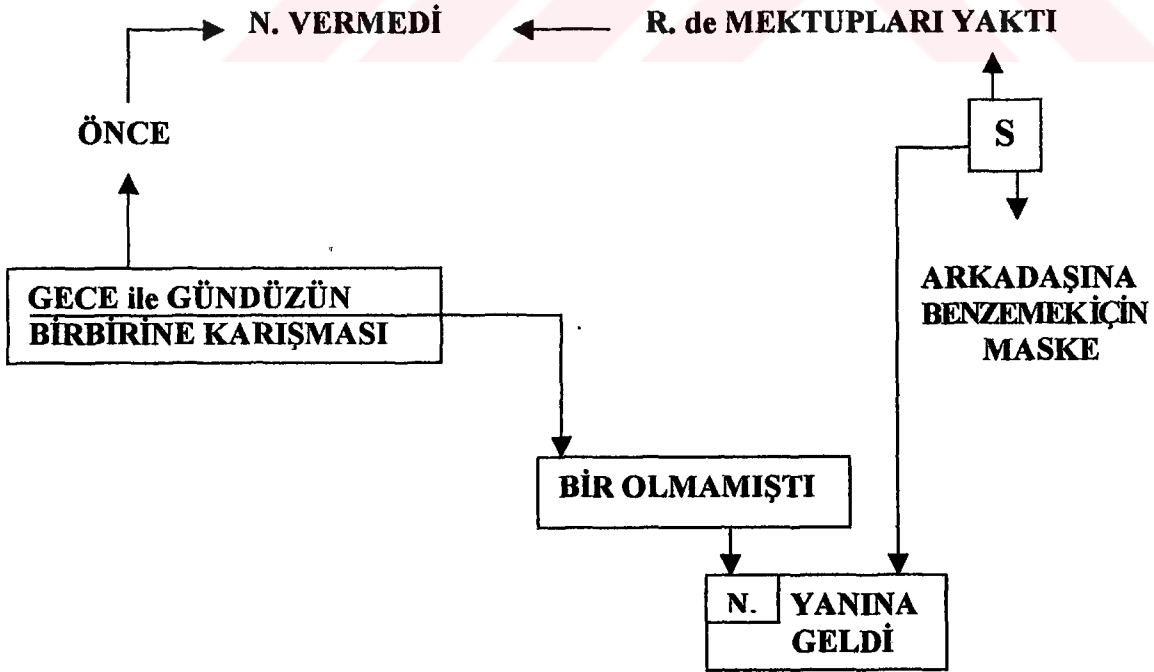 N. VERMEDİ
R. de MEKTUPLARI YAKTI
ÖNCE
S
GECE ile GÜNDÜZÜN
BİRBİRİNE KARIŞMASI
ARKADAŞINA
BENZEMEK İÇİN
MASKE
BİR OLMAMIŞTI
N. YANINA
GELDİ